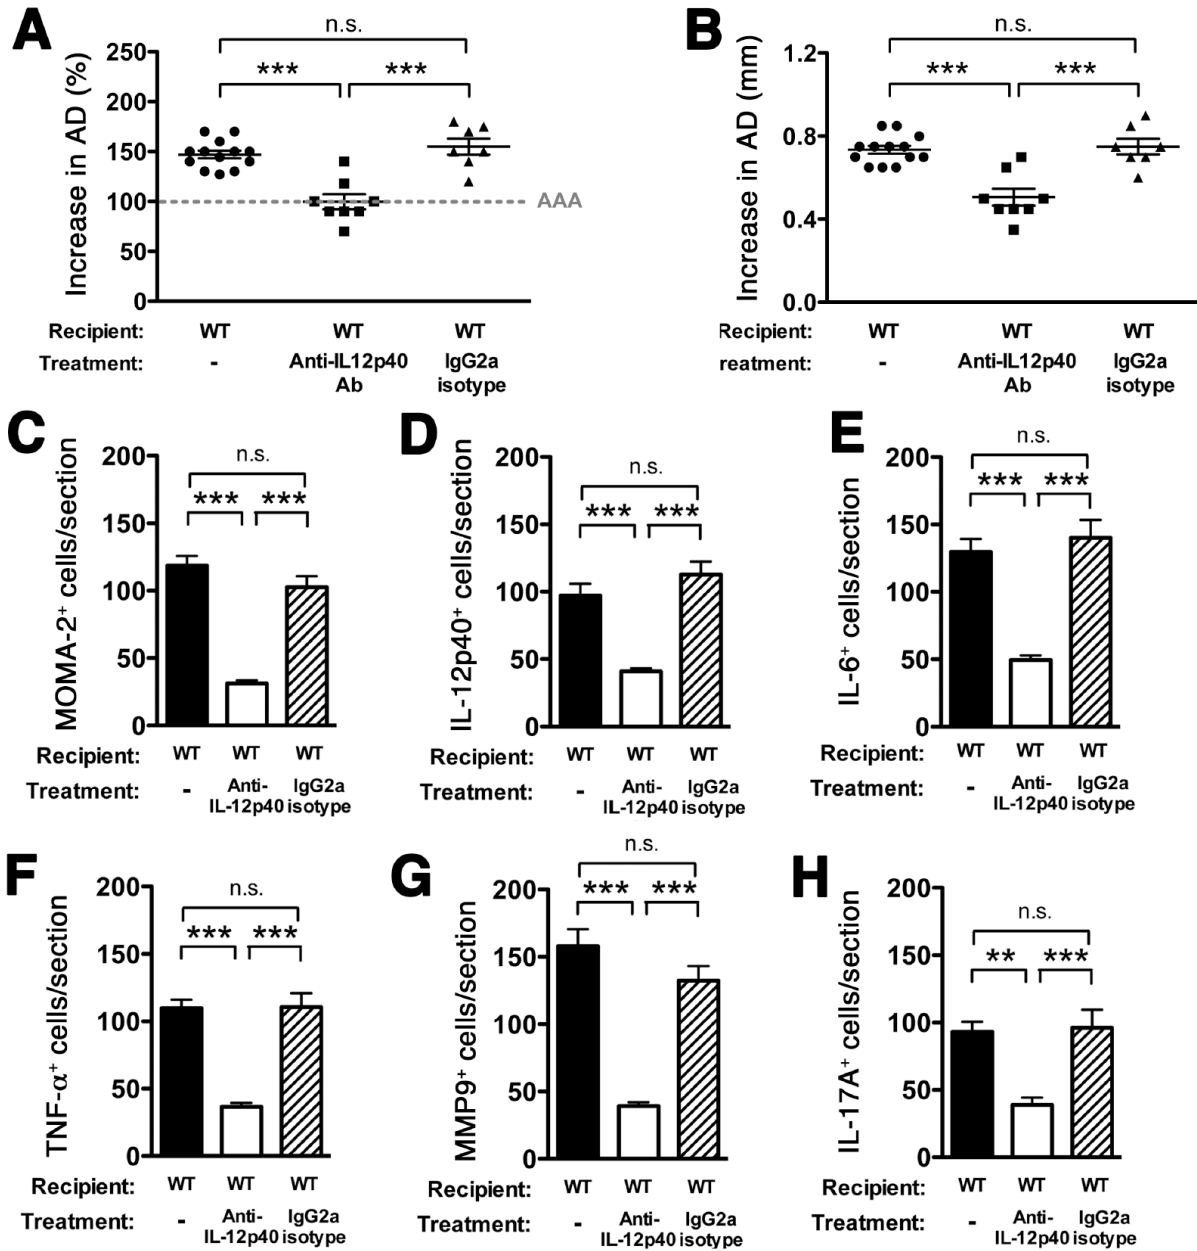 A
Increase in AD (%)
250
200
150
100
50
0
n.s.
*** ***
AAA
Recipient: WT WT WT
Treatment: - Anti-IL12p40 IgG2a
Ab isotype
B
Increase in AD (mm)
1.2
0.8
0.4
0.0
n.s.
*** ***
Recipient: WT WT WT
reatment: - Anti-IL12p40 IgG2a
Ab isotype
C
MOMA-2⁺ cells/section
200
150
100
50
0
n.s.
*** ***
Recipient: WT WT WT
Treatment: - Anti- IgG2a
IL-12p40 isotype
D
IL-12p40⁺ cells/section
200
150
100
50
0
n.s.
*** ***
Recipient: WT WT WT
Treatment: - Anti- IgG2a
IL-12p40 isotype
E
IL-6⁺ cells/section
200
150
100
50
0
n.s.
*** ***
Recipient: WT WT WT
Treatment: - Anti- IgG2a
IL-12p40 isotype
F
TNF-α⁺ cells/section
200
150
100
50
0
n.s.
*** ***
Recipient: WT WT WT
Treatment: - Anti- IgG2a
IL-12p40 isotype
G
MMP9⁺ cells/section
200
150
100
50
0
n.s.
*** ***
Recipient: WT WT WT
Treatment: - Anti- IgG2a
IL-12p40 isotype
H
IL-17A⁺ cells/section
200
150
100
50
0
n.s.
** ***
Recipient: WT WT WT
Treatment: - Anti- IgG2a
IL-12p40 isotype